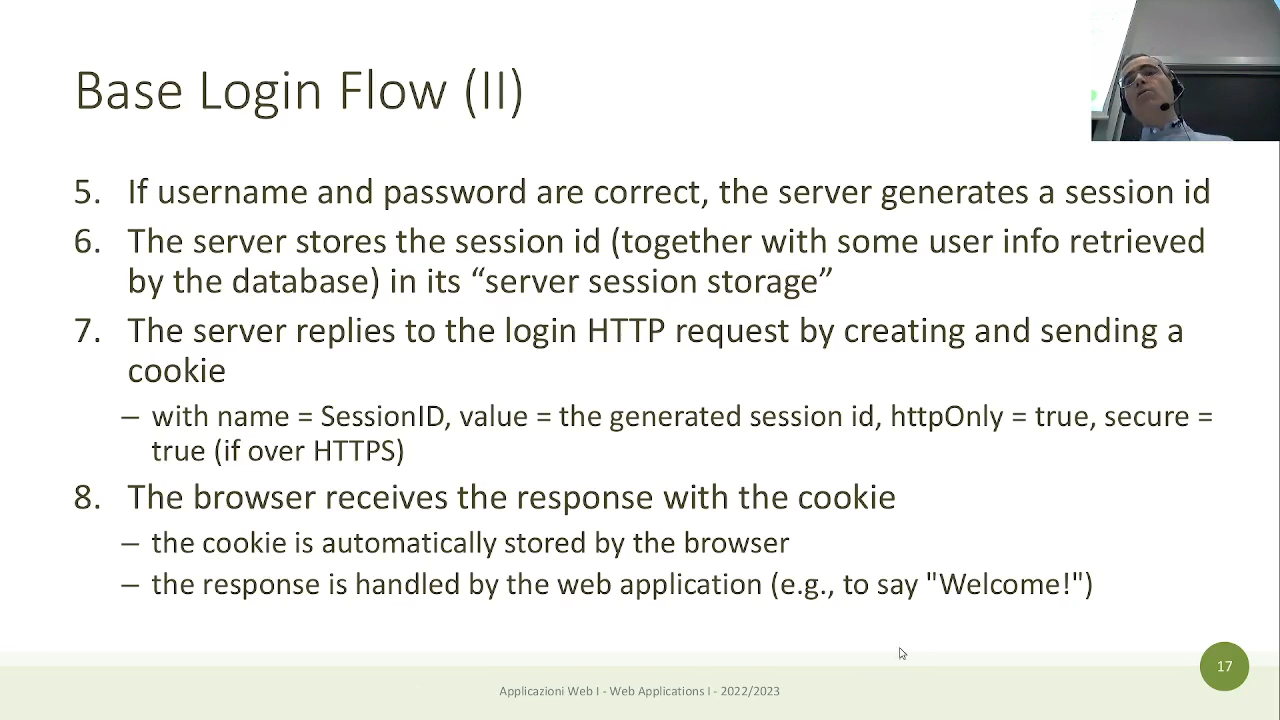 Base Login Flow (II)
5. If username and password are correct, the server generates a session id
6. The server stores the session id (together with some user info retrieved
by the database) in its “server session storage”
7. The server replies to the login HTTP request by creating and sending a
cookie
– with name = SessionID, value = the generated session id, httpOnly = true, secure =
true (if over HTTPS)
8. The browser receives the response with the cookie
– the cookie is automatically stored by the browser
– the response is handled by the web application (e.g., to say "Welcome!")
17
Applicazioni Web I - Web Applications I - 2022/2023